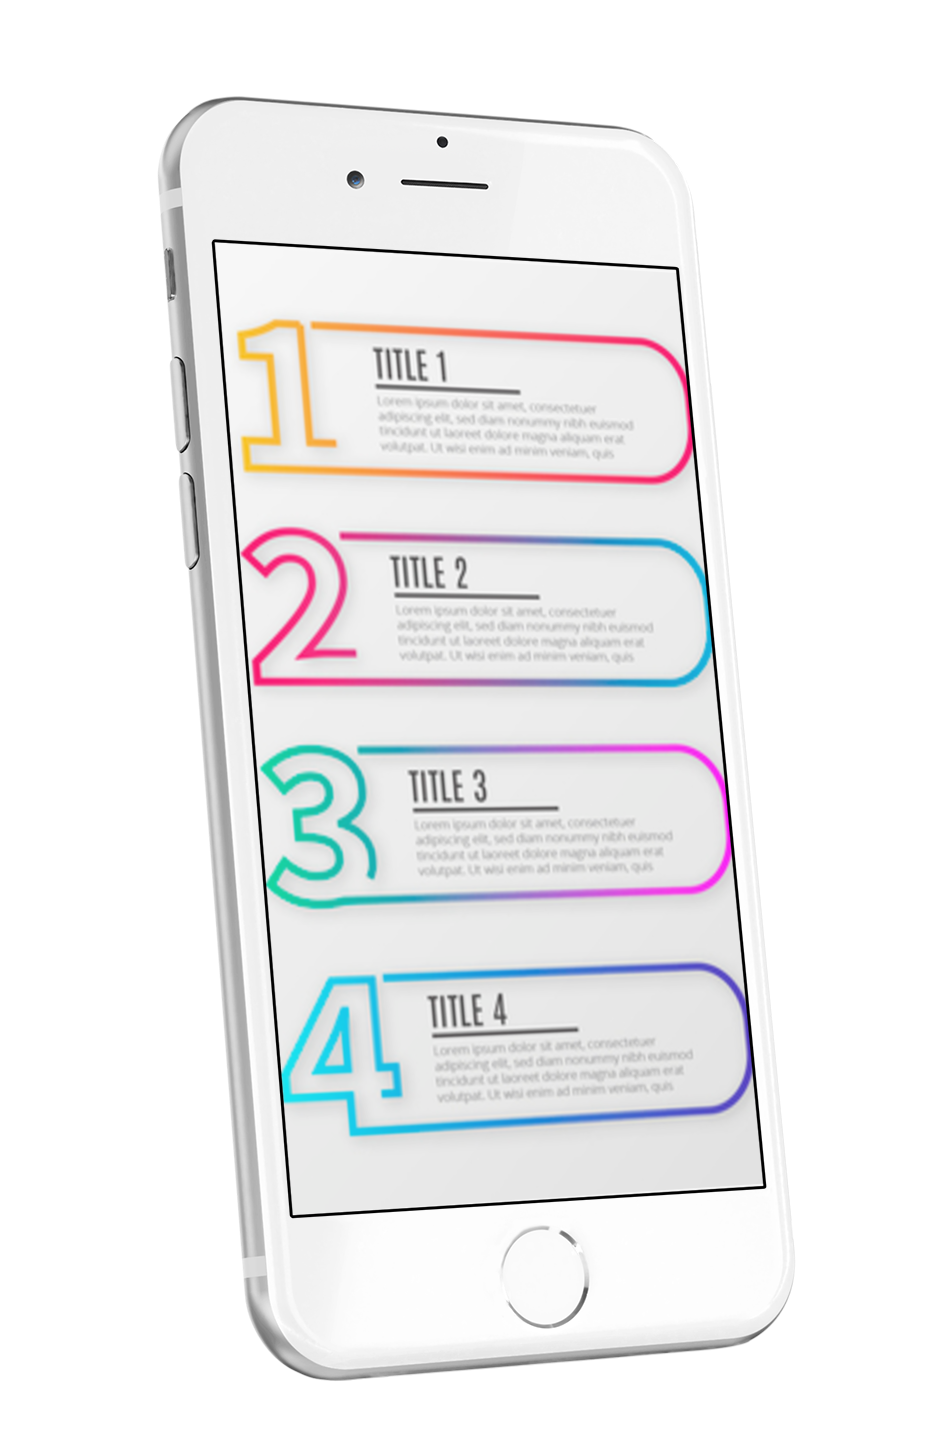 1
TITLE 1
Lorem ipsum dolor sit amet, consectetuer
adipiscing elit, sed diam nonummy nibh euismod
tincidunt ut laoreet dolore magna aliquam erat
volutpat. Ut wisi enim ad minim veniam, quis
2
TITLE 2
Lorem ipsum dolor sit amet, consectetuer
adipiscing elit, sed diam nonummy nibh euismod
tincidunt ut laoreet dolore magna aliquam erat
volutpat. Ut wisi enim ad minim veniam, quis
3
TITLE 3
Lorem ipsum dolor sit amet, consectetuer
adipiscing elit, sed diam nonummy nibh euismod
tincidunt ut laoreet dolore magna aliquam erat
volutpat. Ut wisi enim ad minim veniam, quis
4
TITLE 4
Lorem ipsum dolor sit amet, consectetuer
adipiscing elit, sed diam nonummy nibh euismod
tincidunt ut laoreet dolore magna aliquam erat
volutpat. Ut wisi enim ad minim veniam, quis